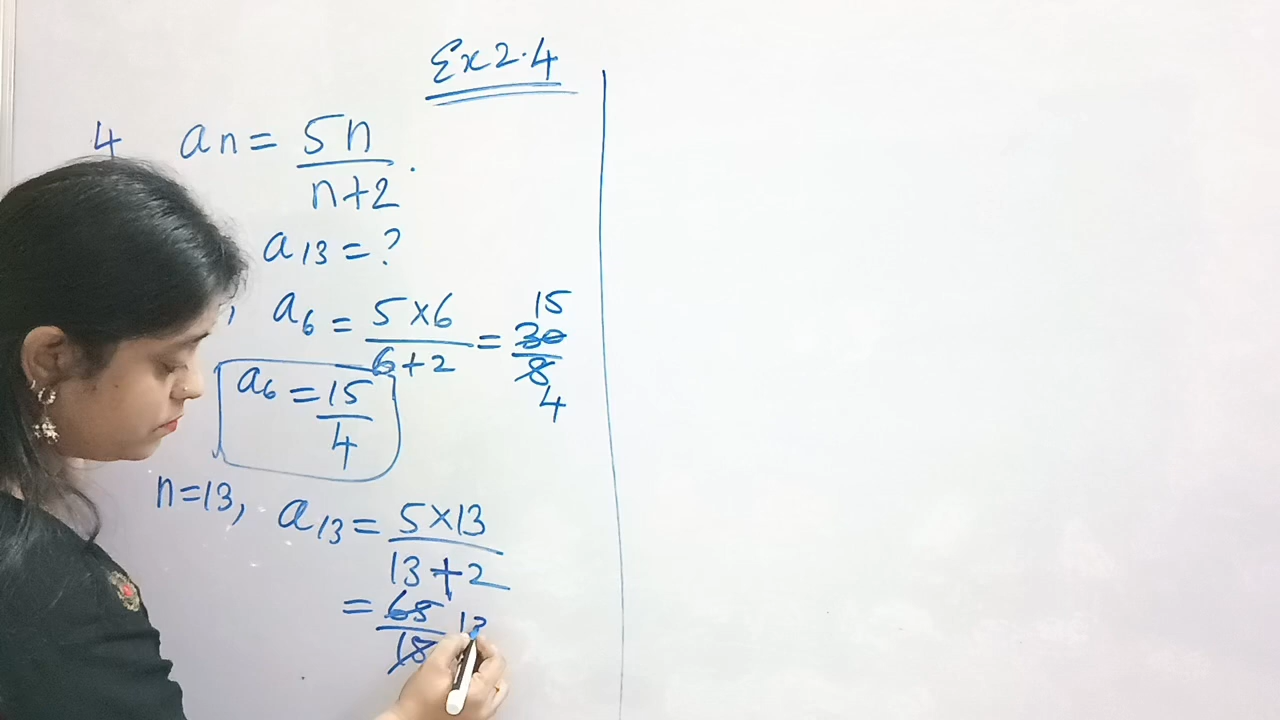 Ex 2.4
4 an = 5n / n+2 .
a13 = ?
, a6 = 5×6 / 6+2 = 30 / 8 15 4
a6 = 15 / 4
n=13, a13 = 5×13 / 13+2
= 65 / 15 13